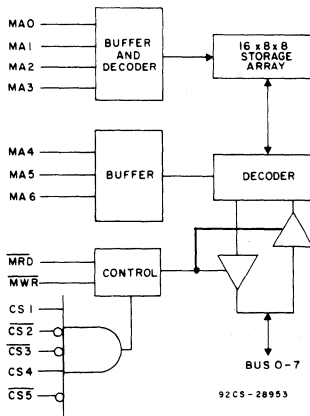 MA0
MA1
MA2
MA3
BUFFER
AND
DECODER
16 x 8 x 8
STORAGE
ARRAY
MA4
MA5
MA6
BUFFER
DECODER
MRD
MWR
CONTROL
CS1
CS2
CS3
CS4
CS5
BUS 0-7
92CS-28953